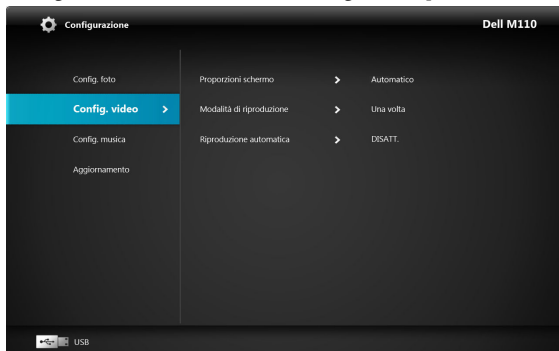 Configurazione Dell M110
Config. foto Proporzioni schermo Automatico
Config. video Modalità di riproduzione Una volta
Config. musica Riproduzione automatica DISATT.
Aggiornamento
USB